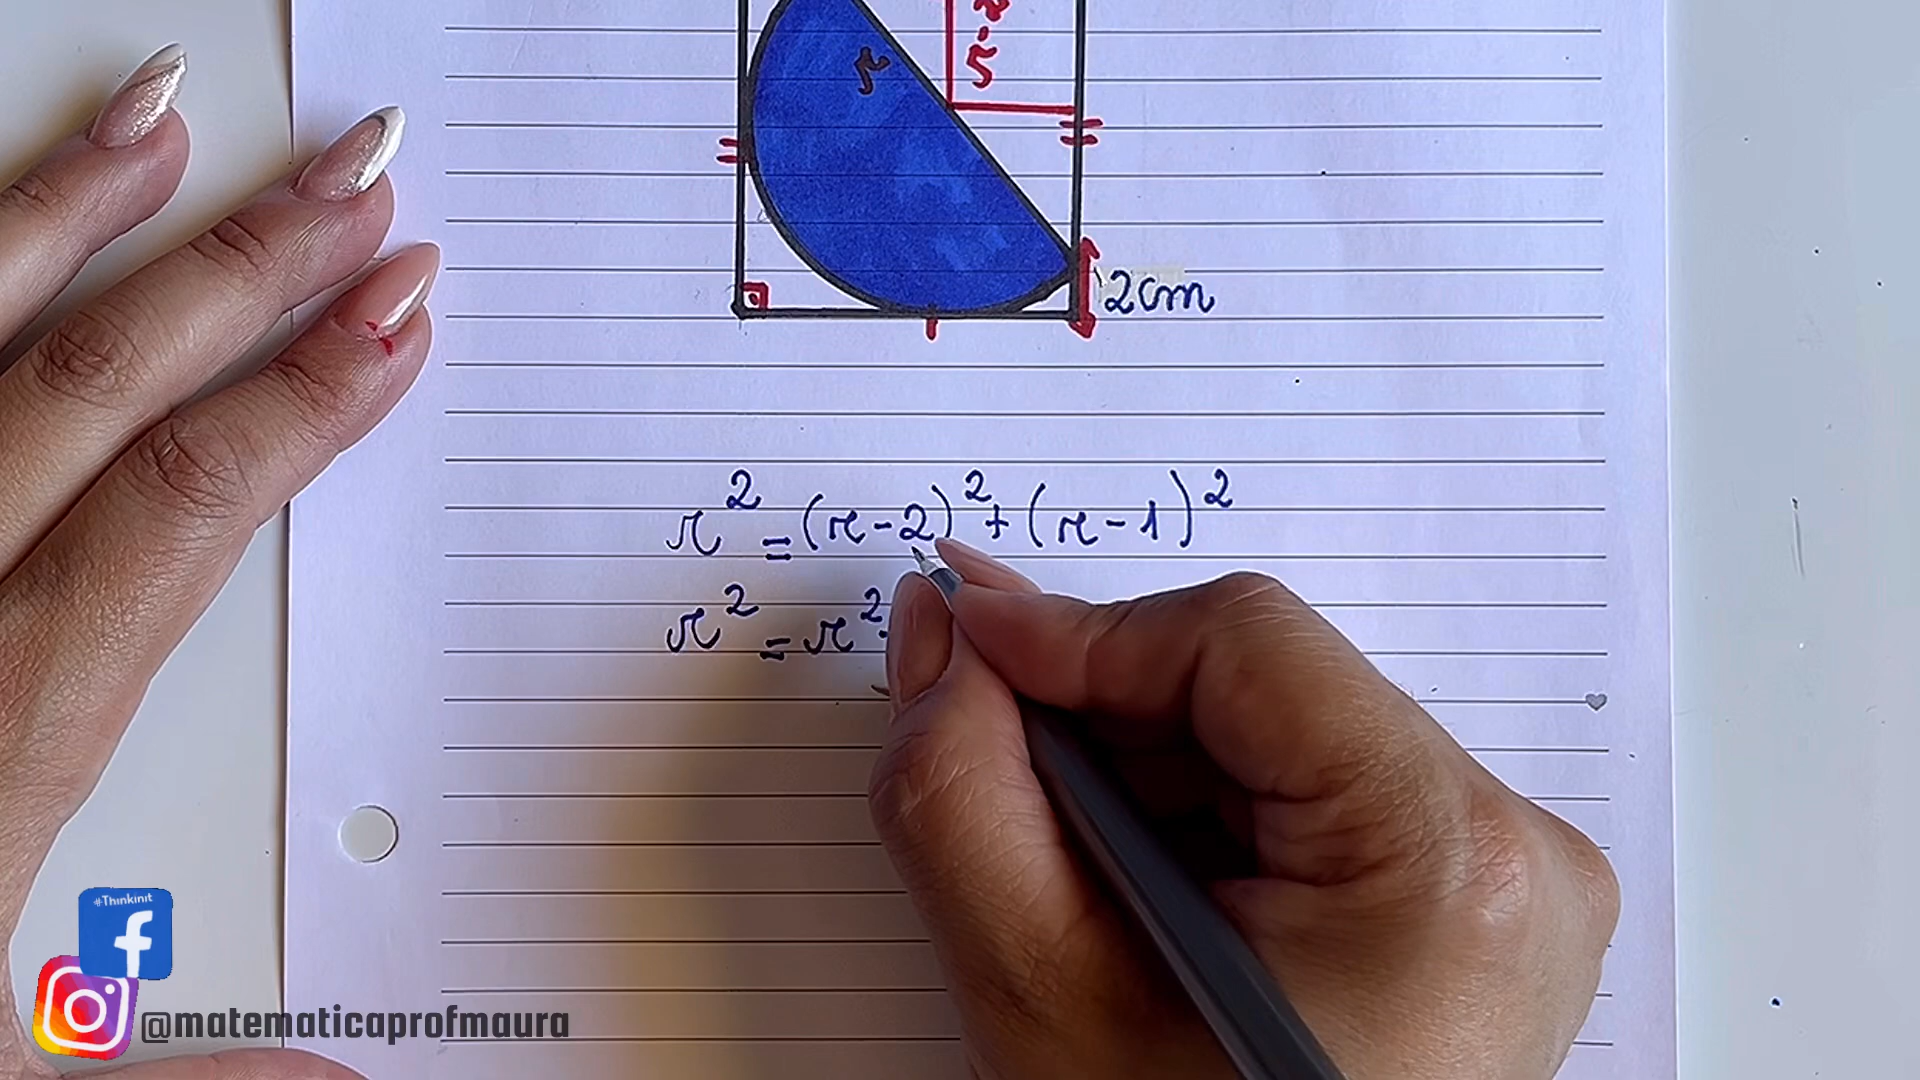 r
5
2cm
r² = (r-2)² + (r-1)²
r² = r²
#Thinkinit
@matematicaprofmaura